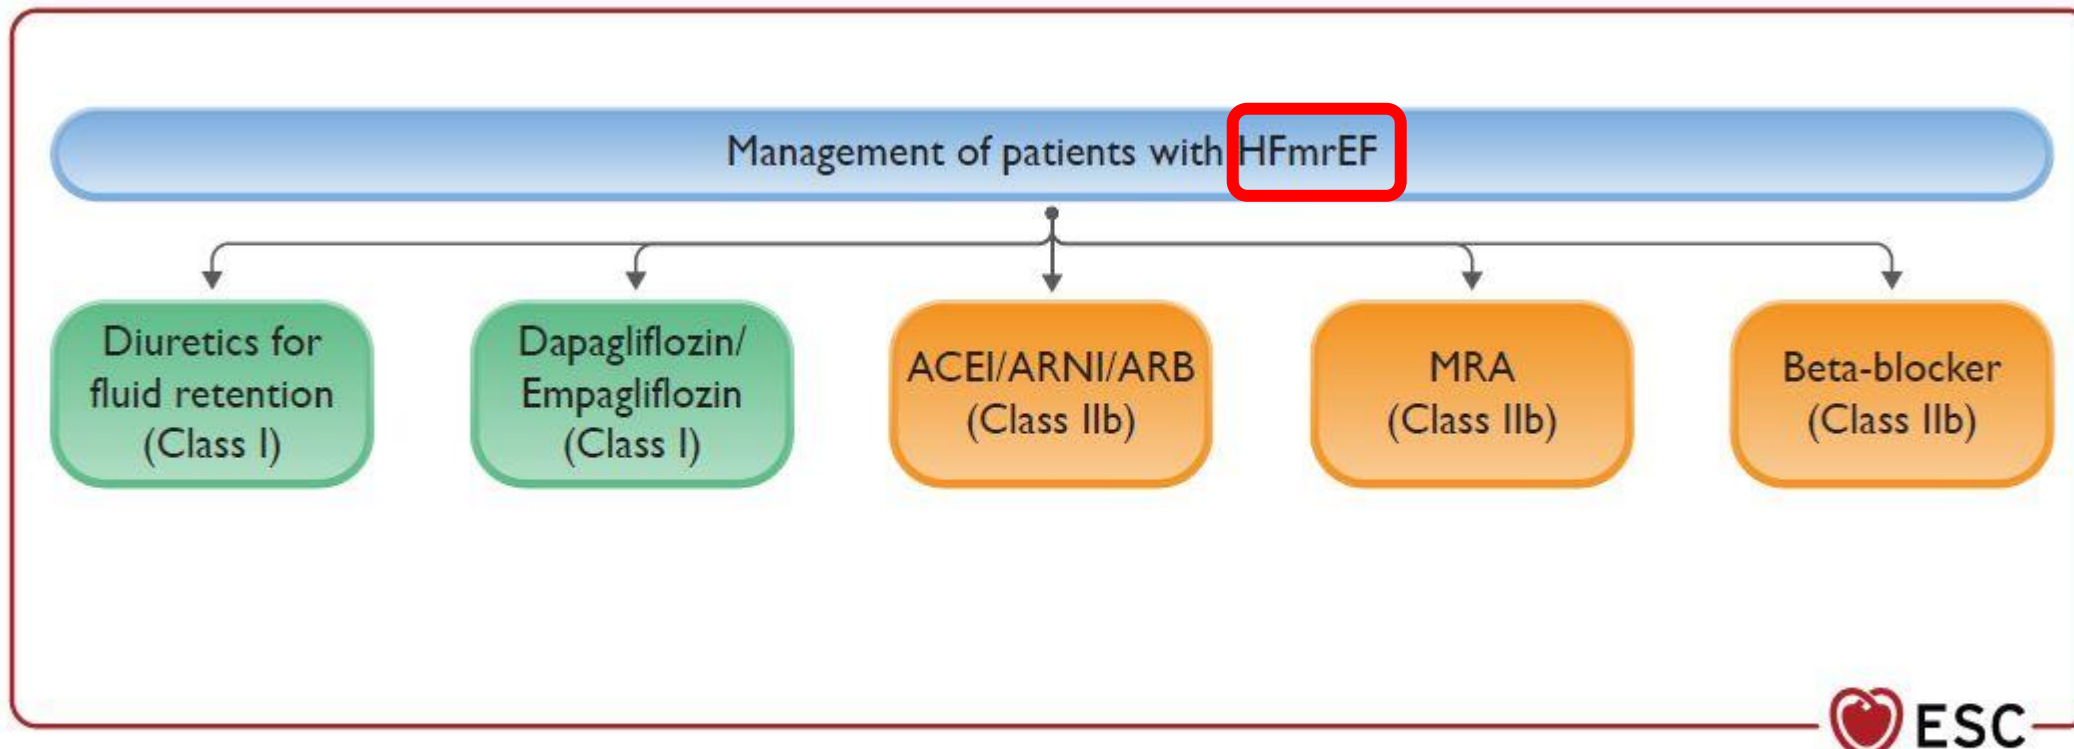 Management of patients with HFmrEF
Diuretics for
fluid retention
(Class I)
Dapagliflozin/
Empagliflozin
(Class I)
ACEI/ARNI/ARB
(Class IIb)
MRA
(Class IIb)
Beta-blocker
(Class IIb)
ESC